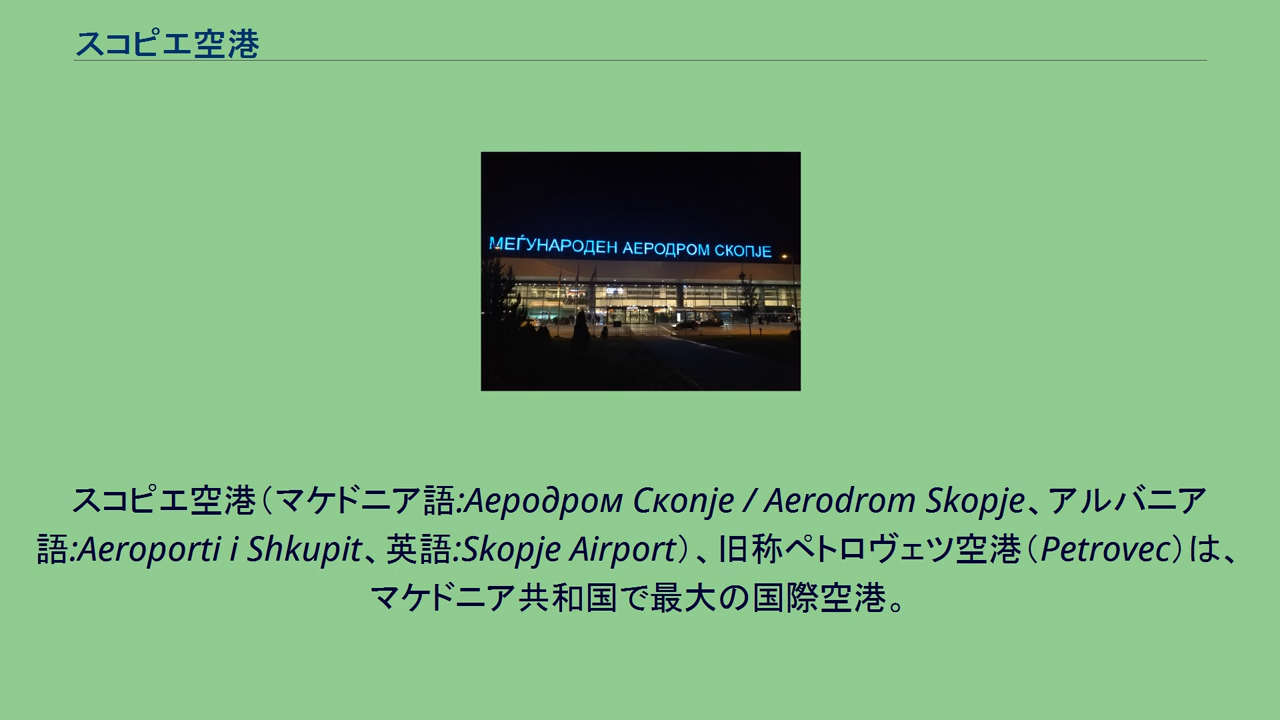 スコピエ空港
МЕЃУНАРОДЕН АЕРОДРОМ СКОПЈЕ
スコピエ空港（マケドニア語:Аеродром Скопје / Aerodrom Skopje、アルバニア
語:Aeroporti i Shkupit、英語:Skopje Airport）、旧称ペトロヴェツ空港（Petrovec）は、
マケドニア共和国で最大の国際空港。